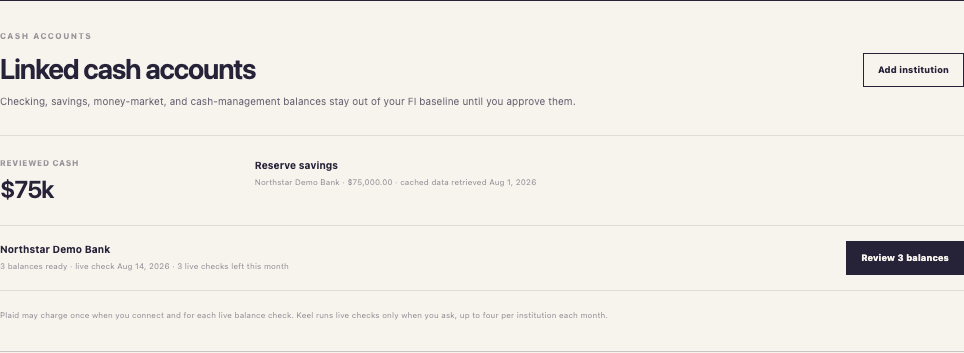 CASH ACCOUNTS
Linked cash accounts
Add institution
Checking, savings, money-market, and cash-management balances stay out of your FI baseline until you approve them.
REVIEWED CASH
$75k
Reserve savings
Northstar Demo Bank · $75,000.00 · cached data retrieved Aug 1, 2026
Northstar Demo Bank
3 balances ready · live check Aug 14, 2026 · 3 live checks left this month
Review 3 balances
Plaid may charge once when you connect and for each live balance check. Keel runs live checks only when you ask, up to four per institution each month.